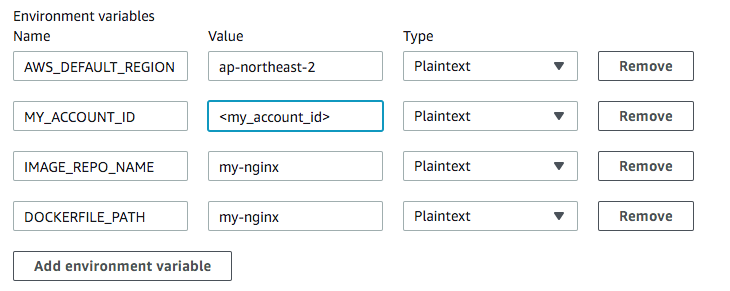 Environment variables
Name Value Type
AWS_DEFAULT_REGION ap-northeast-2 Plaintext Remove
MY_ACCOUNT_ID <my_account_id> Plaintext Remove
IMAGE_REPO_NAME my-nginx Plaintext Remove
DOCKERFILE_PATH my-nginx Plaintext Remove
Add environment variable